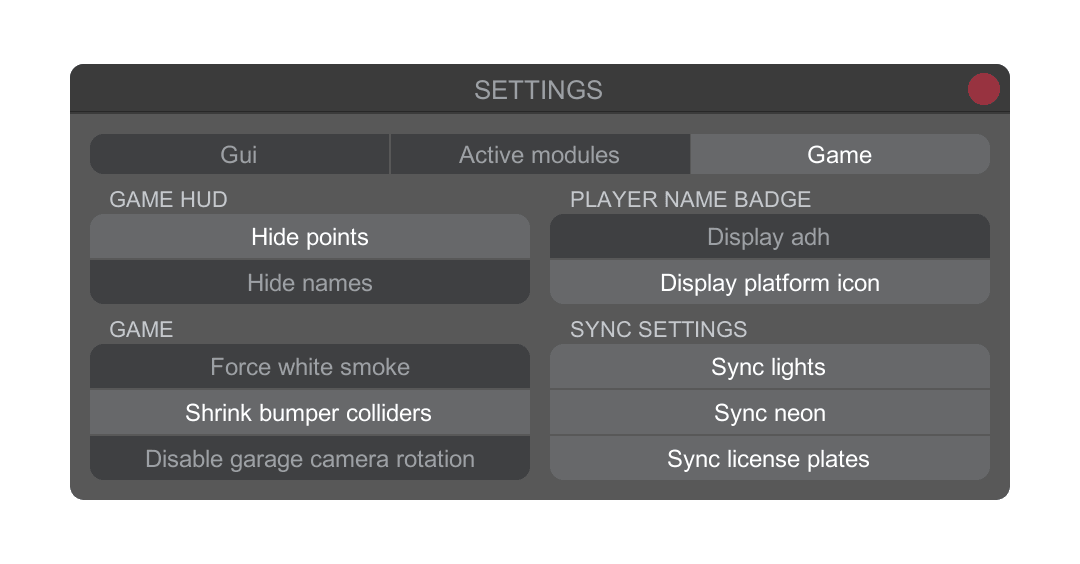 SETTINGS
Gui
Active modules
Game
GAME HUD
Hide points
Hide names
PLAYER NAME BADGE
Display adh
Display platform icon
GAME
Force white smoke
Shrink bumper colliders
Disable garage camera rotation
SYNC SETTINGS
Sync lights
Sync neon
Sync license plates